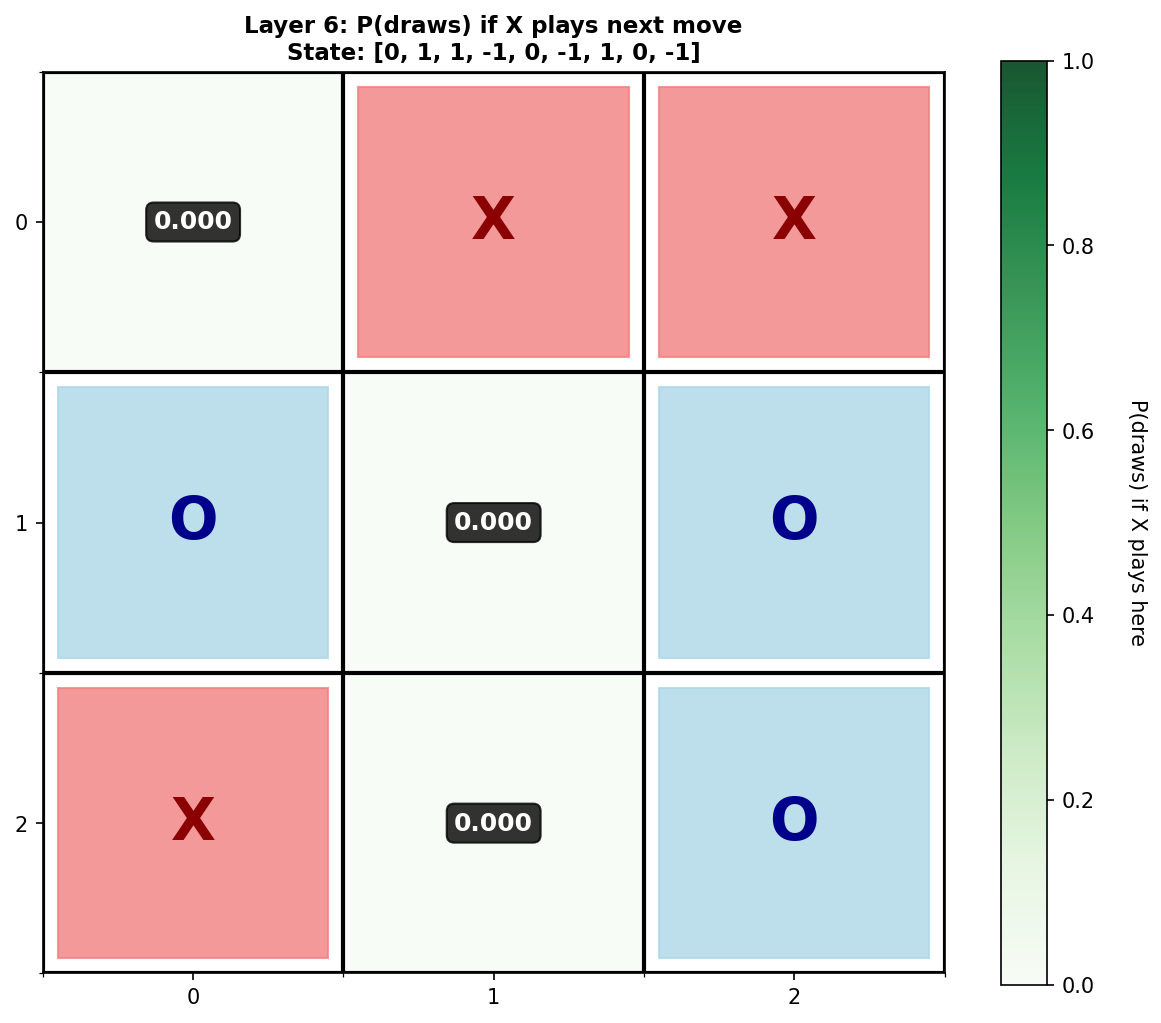 Layer 6: P(draws) if X plays next move
State: [0, 1, 1, -1, 0, -1, 1, 0, -1]
0 0.000 X X
1 O 0.000 O
2 X 0.000 O
0 1 2
1.0
0.8
0.6
0.4
0.2
0.0
P(draws) if X plays here